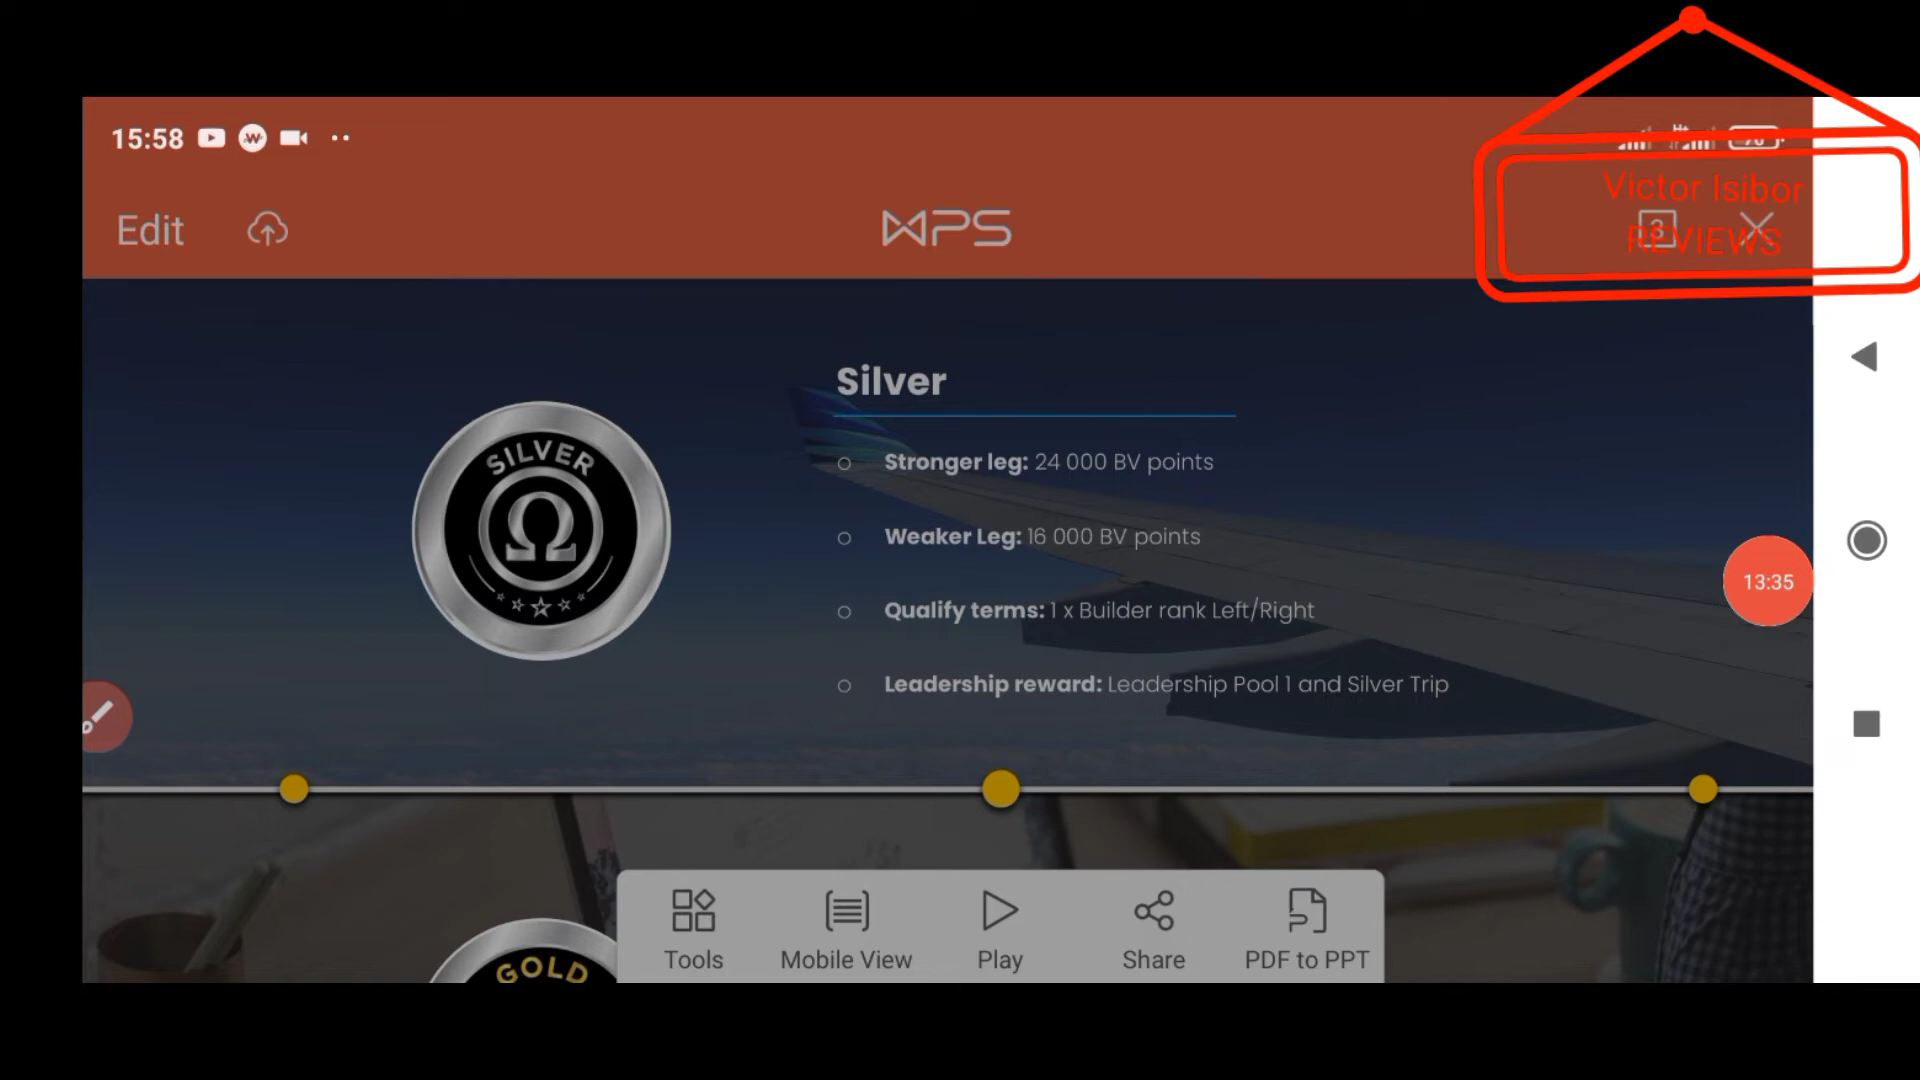 15:58
70
Victor Isibor
REVIEWS
Edit
WPS
3
Silver
SILVER
Ω
Stronger leg: 24 000 BV points
Weaker Leg: 16 000 BV points
Qualify terms: 1 x Builder rank Left/Right
13:35
Leadership reward: Leadership Pool 1 and Silver Trip
GOLD
Tools
Mobile View
Play
Share
PDF to PPT